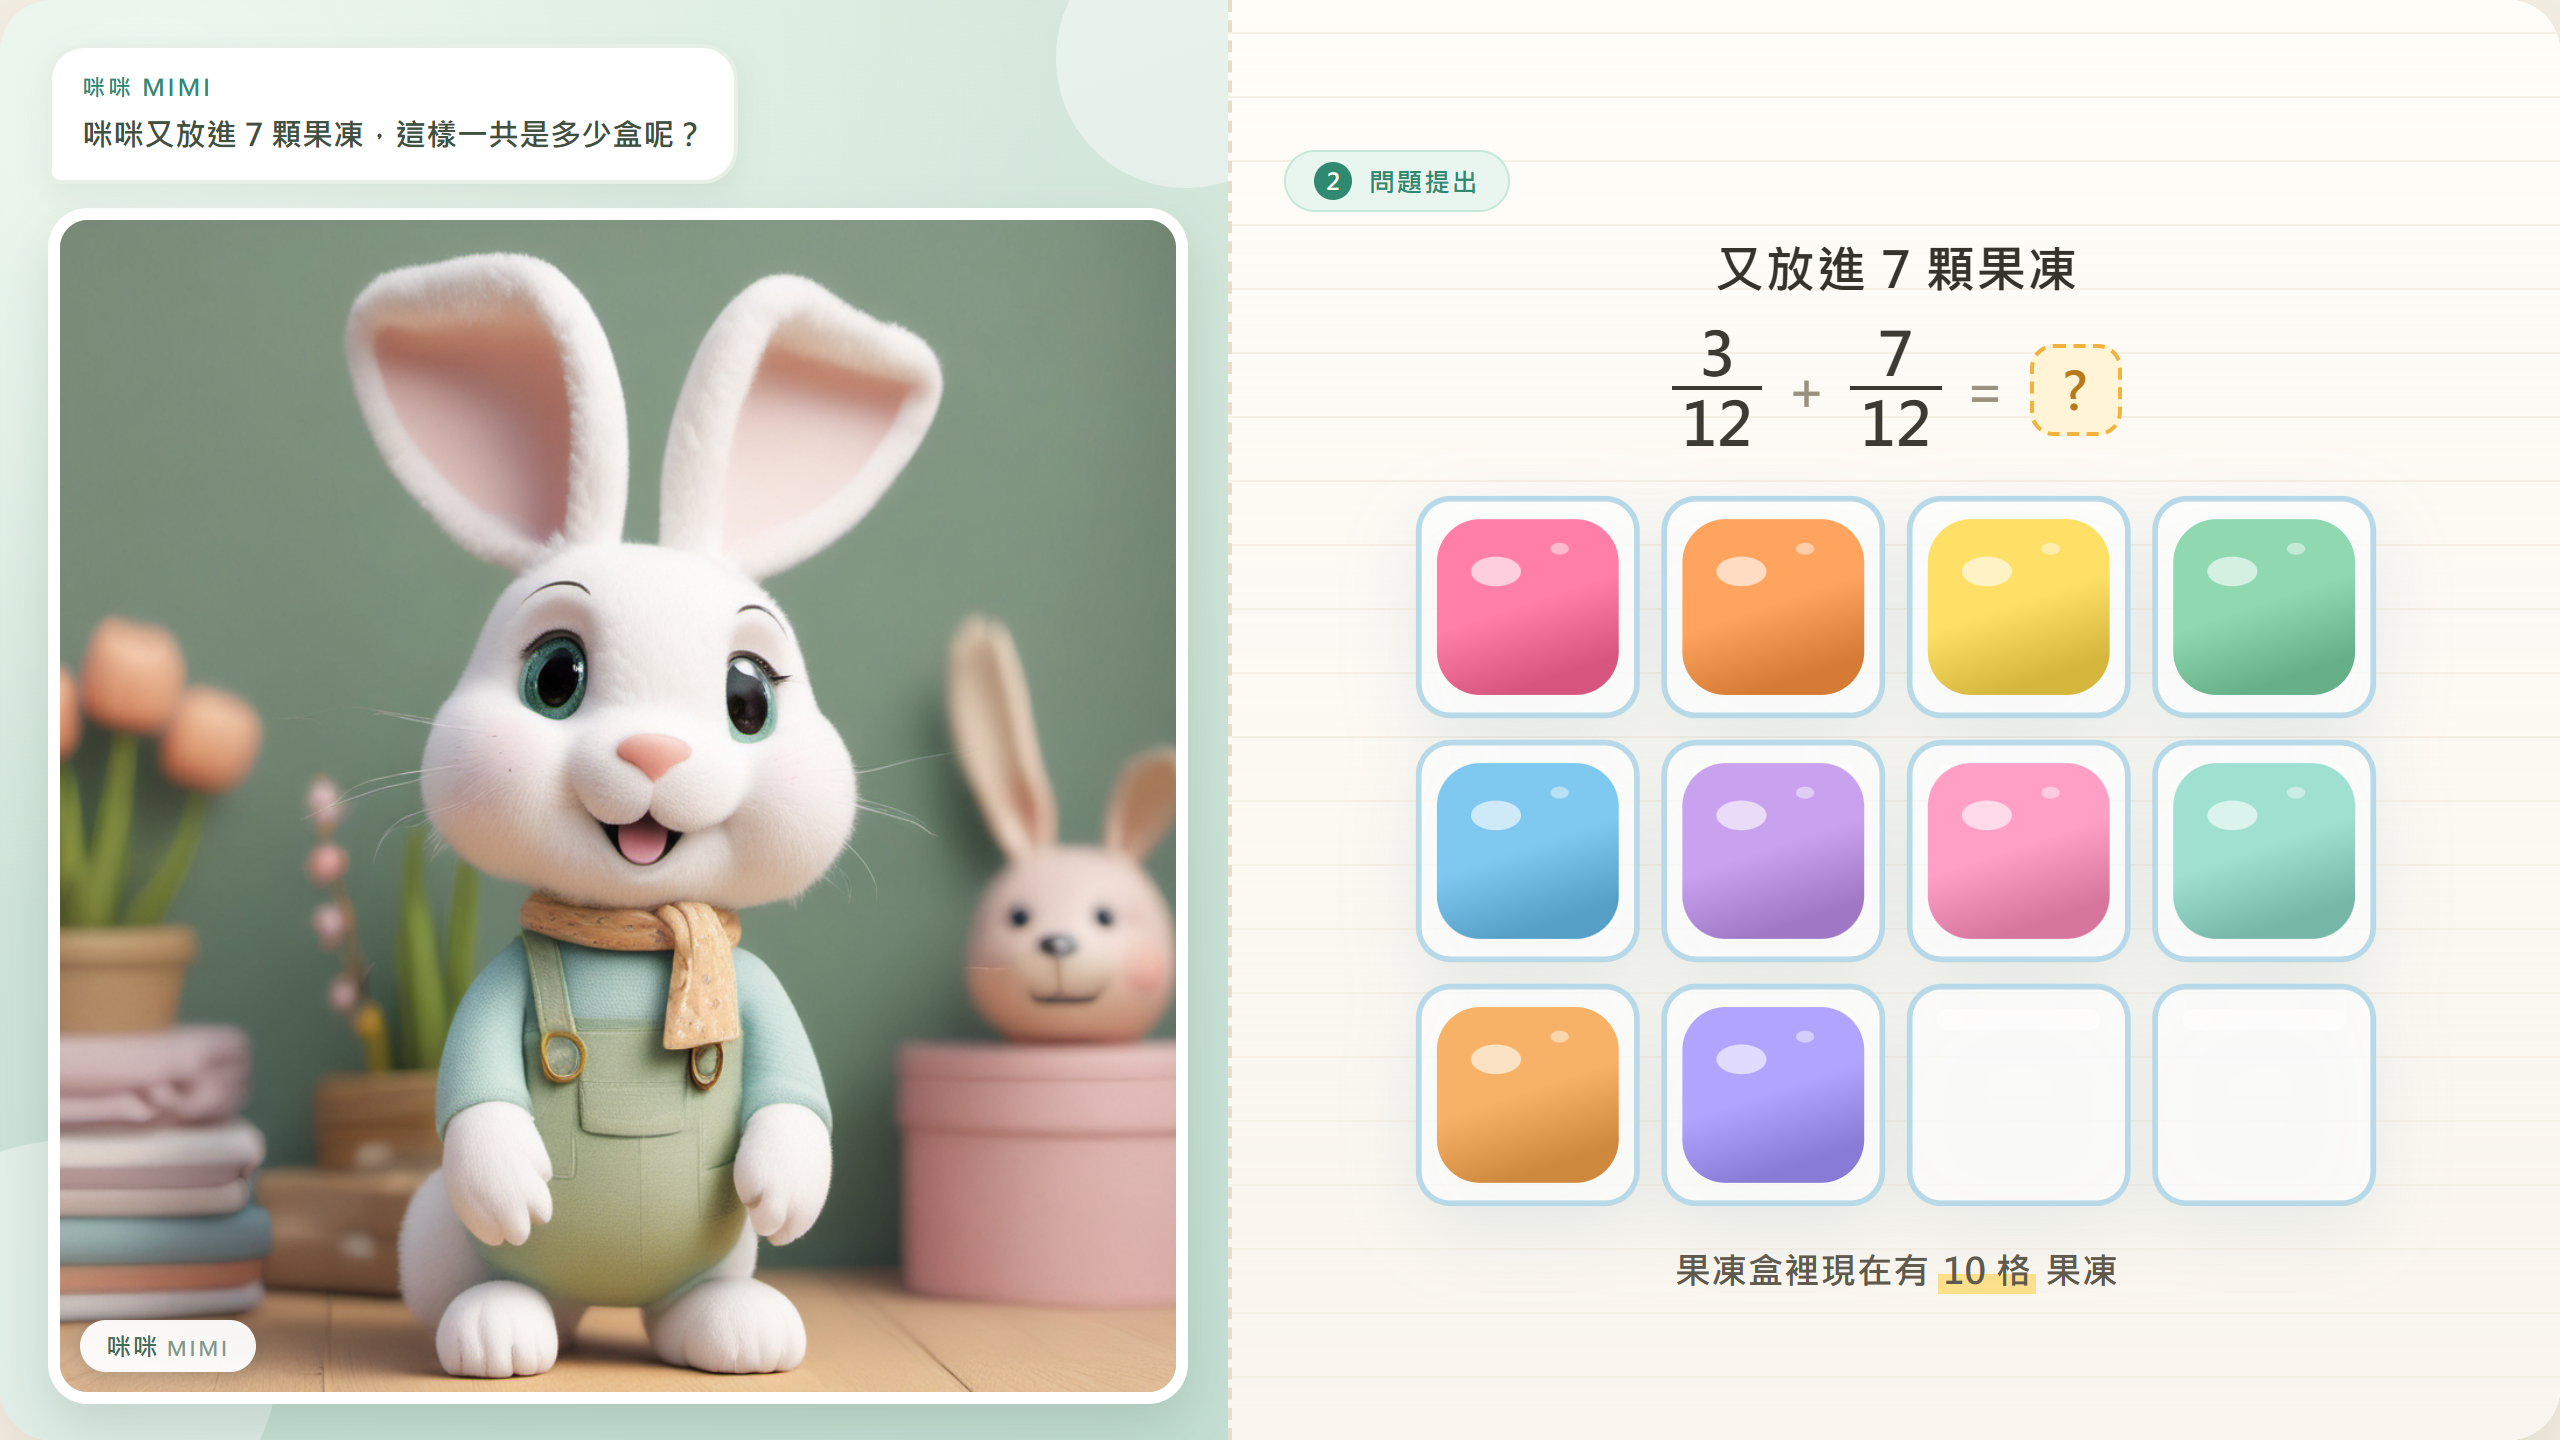 咪咪 MIMI
咪咪又放進 7 顆果凍，這樣一共是多少盒呢？
咪咪 MIMI
2 問題提出
又放進 7 顆果凍
3/12 + 7/12 = ?
果凍盒裡現在有 10 格 果凍